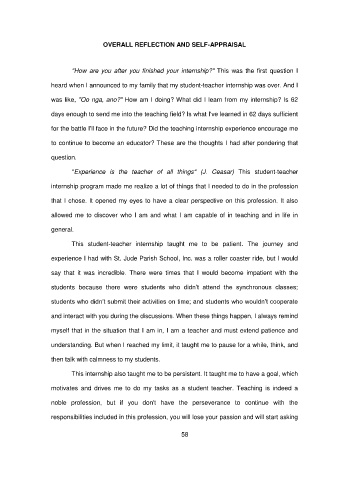 OVERALL REFLECTION AND SELF-APPRAISAL
"How are you after you finished your internship?" This was the first question I
heard when I announced to my family that my student-teacher internship was over. And I
was like, "Oo nga, ano?" How am I doing? What did I learn from my internship? Is 62
days enough to send me into the teaching field? Is what I've learned in 62 days sufficient
for the battle I'll face in the future? Did the teaching internship experience encourage me
to continue to become an educator? These are the thoughts I had after pondering that
question.
"Experience is the teacher of all things" (J. Ceasar) This student-teacher
internship program made me realize a lot of things that I needed to do in the profession
that I chose. It opened my eyes to have a clear perspective on this profession. It also
allowed me to discover who I am and what I am capable of in teaching and in life in
general.
This student-teacher internship taught me to be patient. The journey and
experience I had with St. Jude Parish School, Inc. was a roller coaster ride, but I would
say that it was incredible. There were times that I would become impatient with the
students because there were students who didn't attend the synchronous classes;
students who didn't submit their activities on time; and students who wouldn't cooperate
and interact with you during the discussions. When these things happen, I always remind
myself that in the situation that I am in, I am a teacher and must extend patience and
understanding. But when I reached my limit, it taught me to pause for a while, think, and
then talk with calmness to my students.
This internship also taught me to be persistent. It taught me to have a goal, which
motivates and drives me to do my tasks as a student teacher. Teaching is indeed a
noble profession, but if you don't have the perseverance to continue with the
responsibilities included in this profession, you will lose your passion and will start asking
58